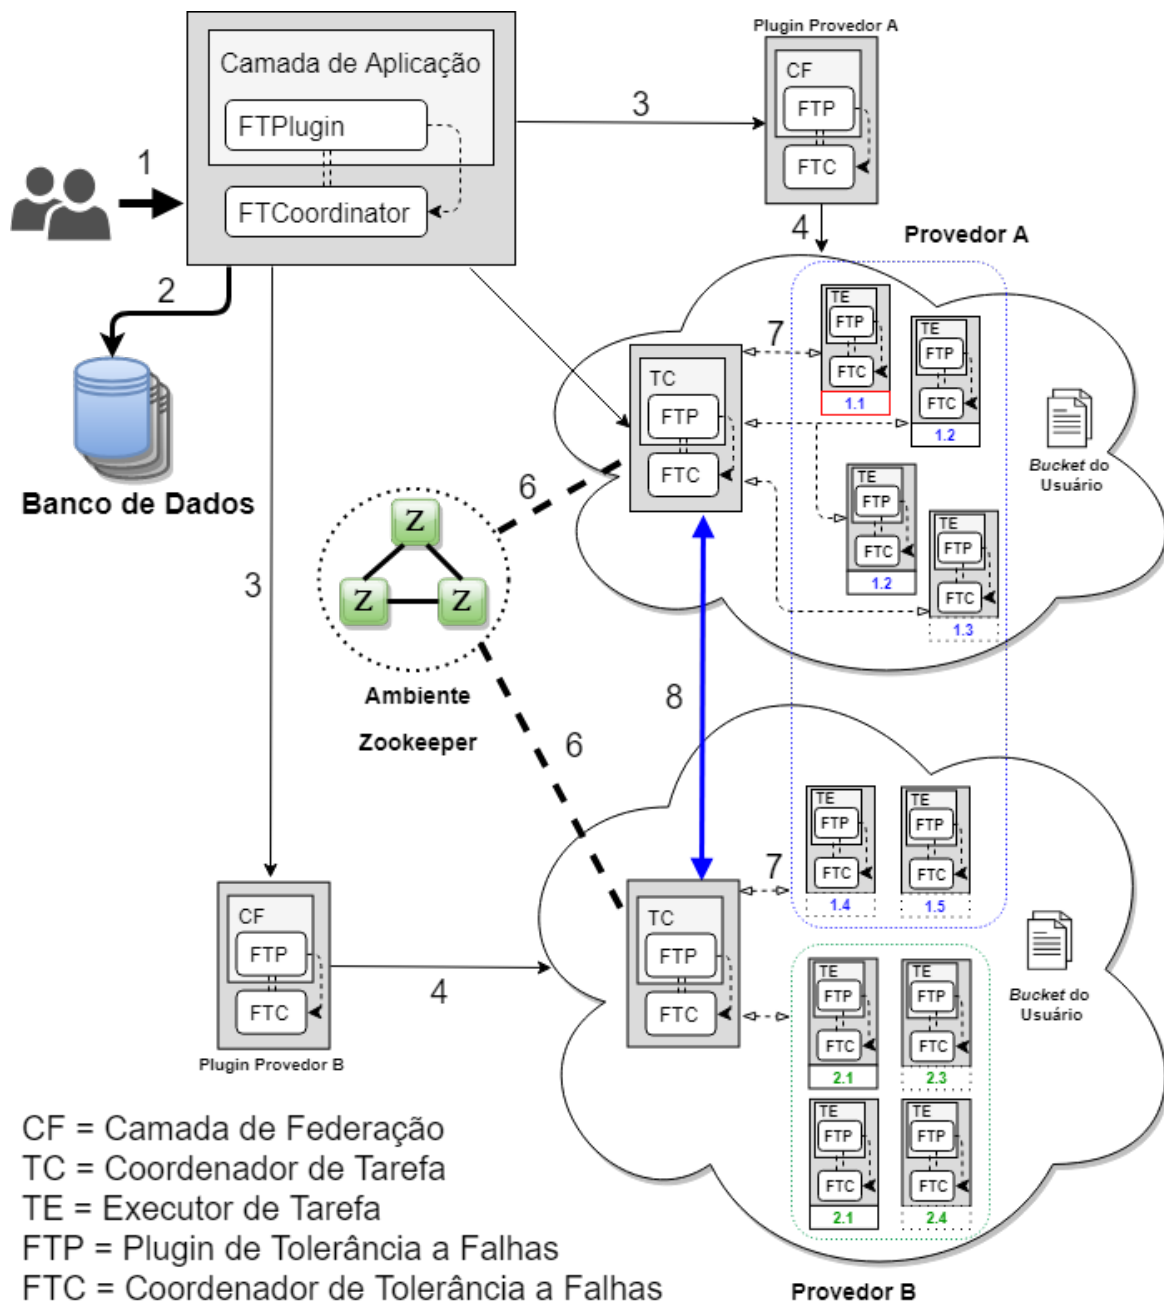 Plugin Provedor A
Camada de Aplicação
FTPlugin
FTCoordinator
1
3
CF
FTP
FTC
2
Banco de Dados
4
Provedor A
TE
FTP
FTC
1.1
7
TE
FTP
FTC
1.2
TC
FTP
FTC
Bucket do
Usuário
TE
FTP
FTC
1.2
TE
FTP
FTC
1.3
6
Z
Z
Z
Ambiente
Zookeeper
3
6
8
TE
FTP
FTC
1.4
TE
FTP
FTC
1.5
7
CF
FTP
FTC
Plugin Provedor B
4
TC
FTP
FTC
Bucket do
Usuário
TE
FTP
FTC
2.1
TE
FTP
FTC
2.3
TE
FTP
FTC
2.1
TE
FTP
FTC
2.4
Provedor B
CF = Camada de Federação
TC = Coordenador de Tarefa
TE = Executor de Tarefa
FTP = Plugin de Tolerância a Falhas
FTC = Coordenador de Tolerância a Falhas